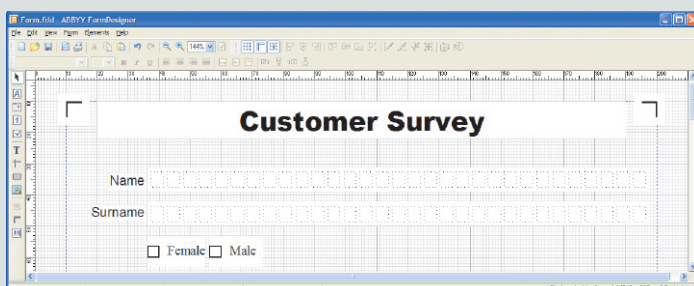 Form.fdd - ABBYY FormDesigner
File Edit View Form Elements Help
144%
Customer Survey
Name
Surname
Female Male